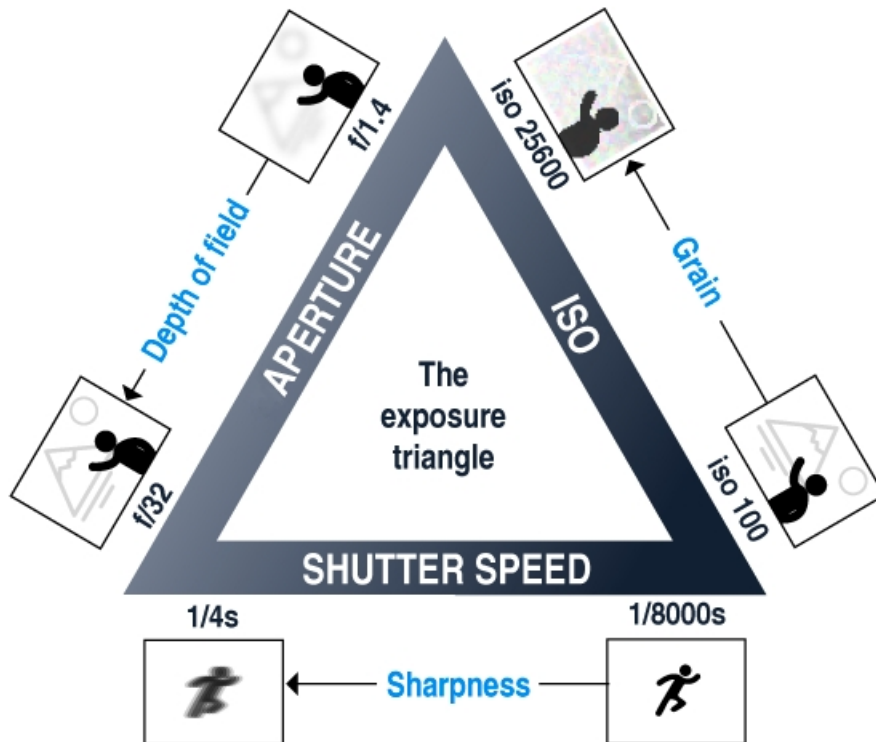 f/1.4
iso 25600
Depth of field
APERTURE
ISO
Grain
The
exposure
triangle
f/32
iso 100
SHUTTER SPEED
1/4s
1/8000s
Sharpness